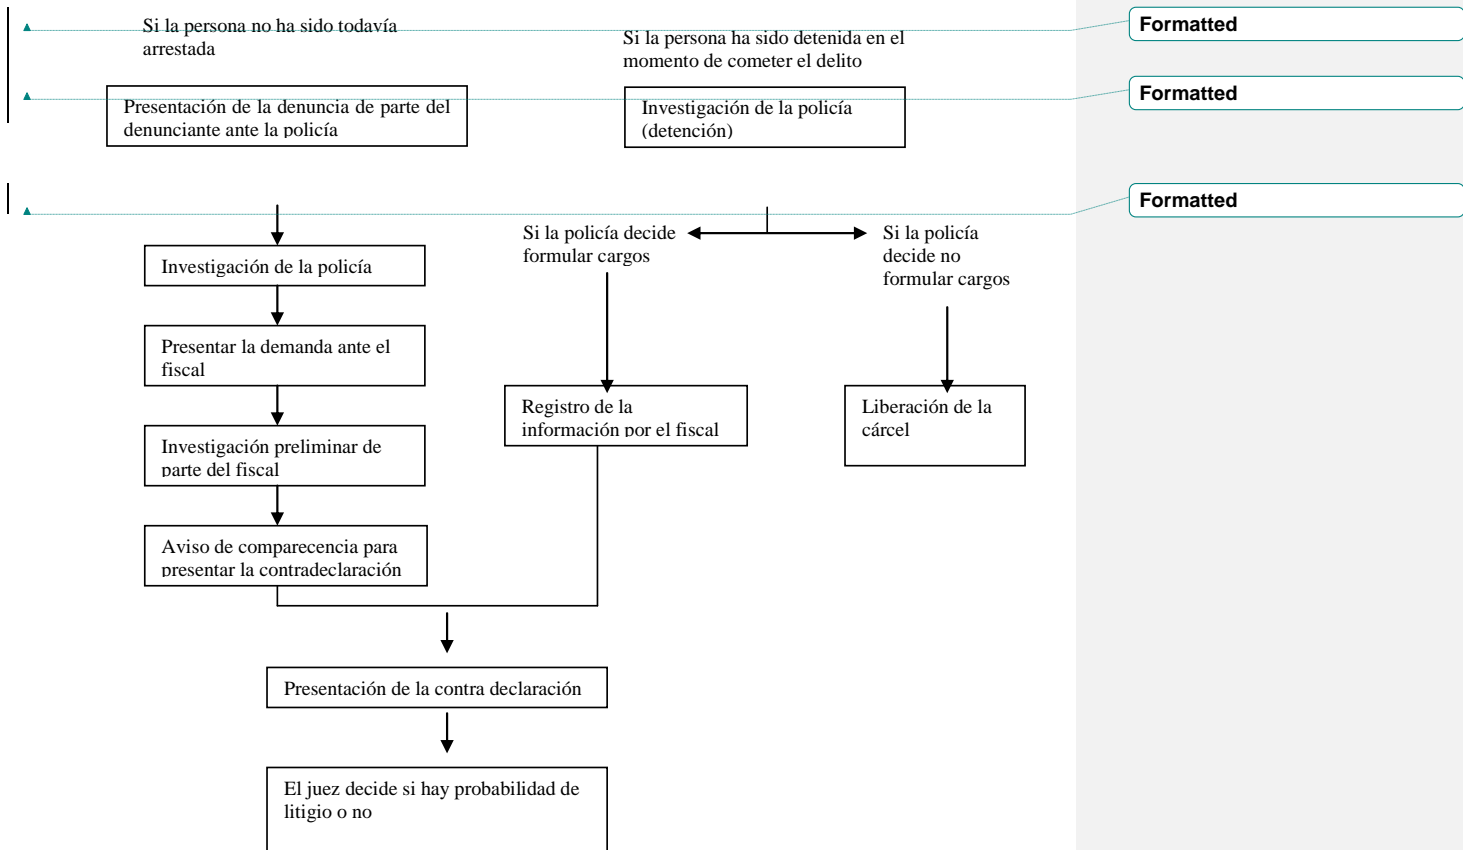 Si la persona no ha sido todavía
arrestada
Si la persona ha sido detenida en el
momento de cometer el delito
Formatted
Presentación de la denuncia de parte del
denunciante ante la policía
Investigación de la policía
(detención)
Formatted
Formatted
Si la policía decide
formular cargos
Si la policía
decide no
formular cargos
Investigación de la policía
Presentar la demanda ante el
fiscal
Registro de la
información por el fiscal
Liberación de la
cárcel
Investigación preliminar de
parte del fiscal
Aviso de comparecencia para
presentar la contradeclaración
Presentación de la contra declaración
El juez decide si hay probabilidad de
litigio o no